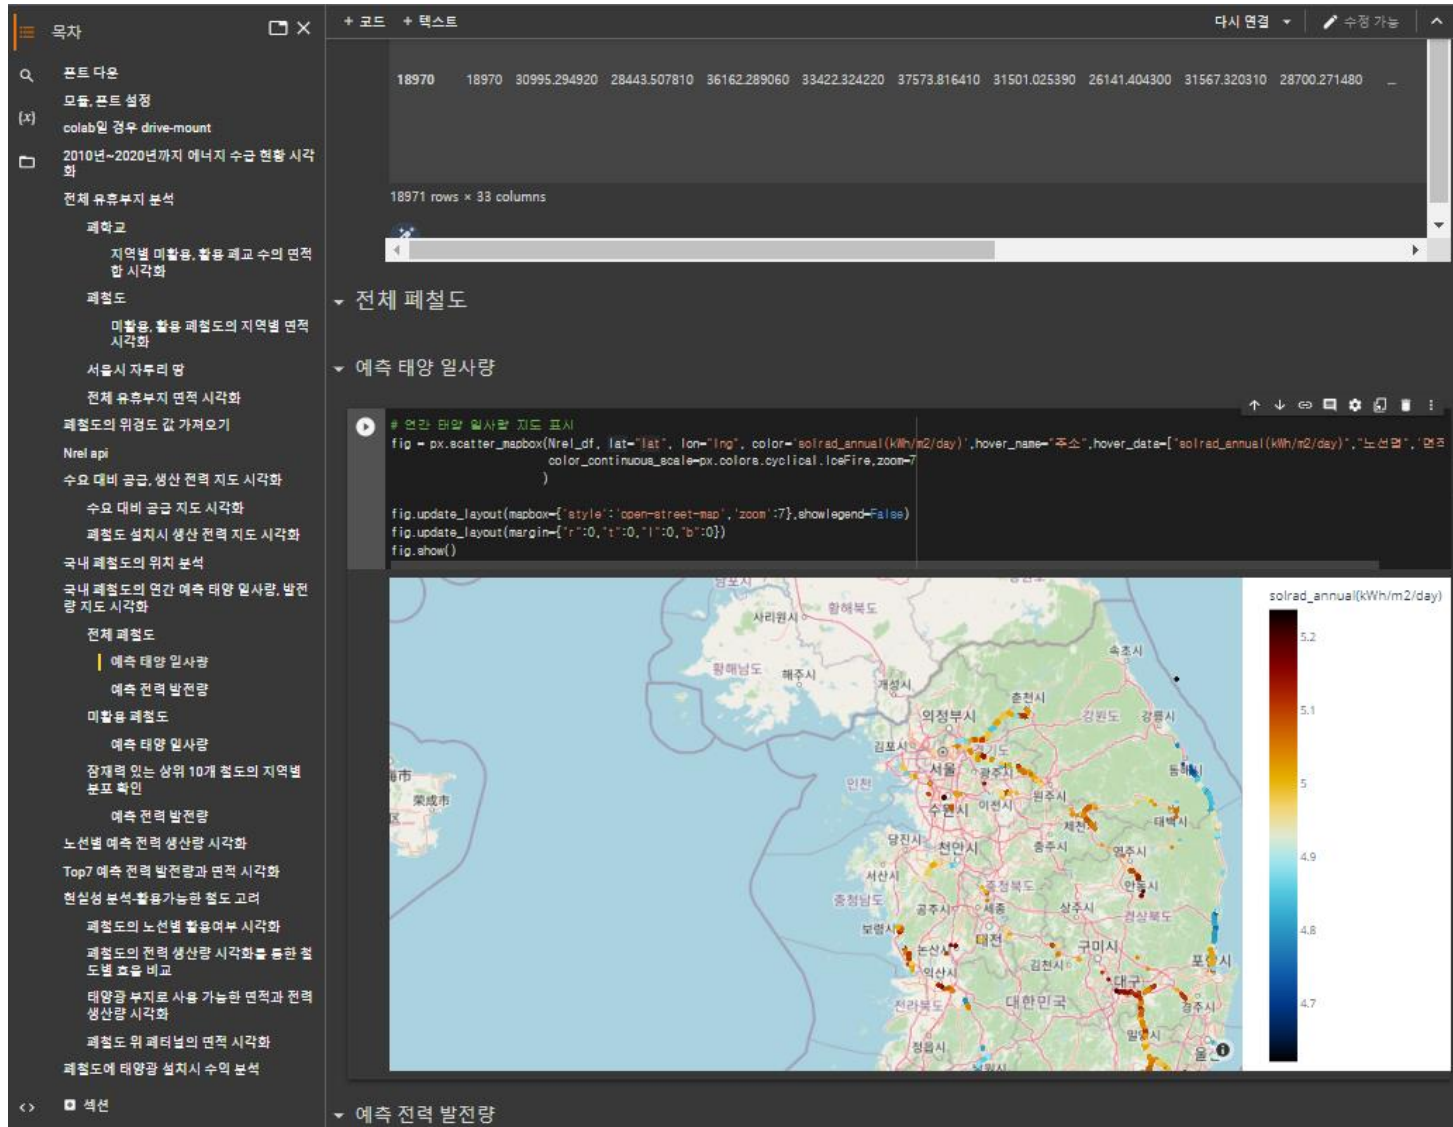 목차
+ 코드 + 텍스트
다시 연결
수정 가능
폰트 다운
모듈, 폰트 설정
colab일 경우 drive-mount
2010년~2020년까지 에너지 수급 현황 시각
화
전체 유휴부지 분석
폐학교
지역별 미활용, 활용 폐교 수의 면적
합 시각화
폐철도
미활용, 활용 폐철도의 지역별 면적
시각화
서울시 자투리 땅
전체 유휴부지 면적 시각화
폐철도의 위경도 값 가져오기
Nrel api
수요 대비 공급, 생산 전력 지도 시각화
수요 대비 공급 지도 시각화
폐철도 설치시 생산 전력 지도 시각화
국내 폐철도의 위치 분석
국내 폐철도의 연간 예측 태양 일사량, 발전
량 지도 시각화
전체 폐철도
예측 태양 일사량
예측 전력 발전량
미활용 폐철도
예측 태양 일사량
잠재력 있는 상위 10개 철도의 지역별
분포 확인
예측 전력 발전량
노선별 예측 전력 생산량 시각화
Top7 예측 전력 발전량과 면적 시각화
현실성 분석-활용가능한 철도 고려
폐철도의 노선별 활용여부 시각화
폐철도의 전력 생산량 시각화를 통한 철
도별 효율 비교
태양광 부지로 사용 가능한 면적과 전력
생산량 시각화
폐철도 위 폐터널의 면적 시각화
폐철도에 태양광 설치시 수익 분석
섹션
18970 18970 30995.294920 28443.507810 36162.289060 33422.324220 37573.816410 31501.025390 26141.404300 31567.320310 28700.271480 ...
18971 rows × 33 columns
전체 폐철도
예측 태양 일사량
# 연간 태양 일사량 지도 표시
fig = px.scatter_mapbox(Nrel_df, lat="lat", lon="lng", color='solrad_annual(kWh/m2/day)',hover_name="주소",hover_data=["solrad_annual(kWh/m2/day)","노선명",'면적
color_continuous_scale=px.colors.cyclical.IceFire,zoom=7
)
fig.update_layout(mapbox={'style':'open-street-map','zoom':7},showlegend=False)
fig.update_layout(margin={"r":0,"t":0,"l":0,"b":0})
fig.show()
solrad_annual(kWh/m2/day)
5.2
5.1
5
4.9
4.8
4.7
남포시
황해북도
사리원시
황해남도
해주시
개성시
속초시
춘천시
의정부시
강원도
강릉시
김포시
경기도
서울
광주시
동해시
인천
수원시
이천시
원주시
제천시
태백시
荣成市
당진시
천안시
충주시
영주시
서산시
충청북도
안동시
충청남도
공주시
세종
상주시
경상북도
보령시
논산시
대전
구미시
김천시
포항시
익산시
대구
전라북도
대한민국
경주시
정읍시
밀양시
남원시
예측 전력 발전량